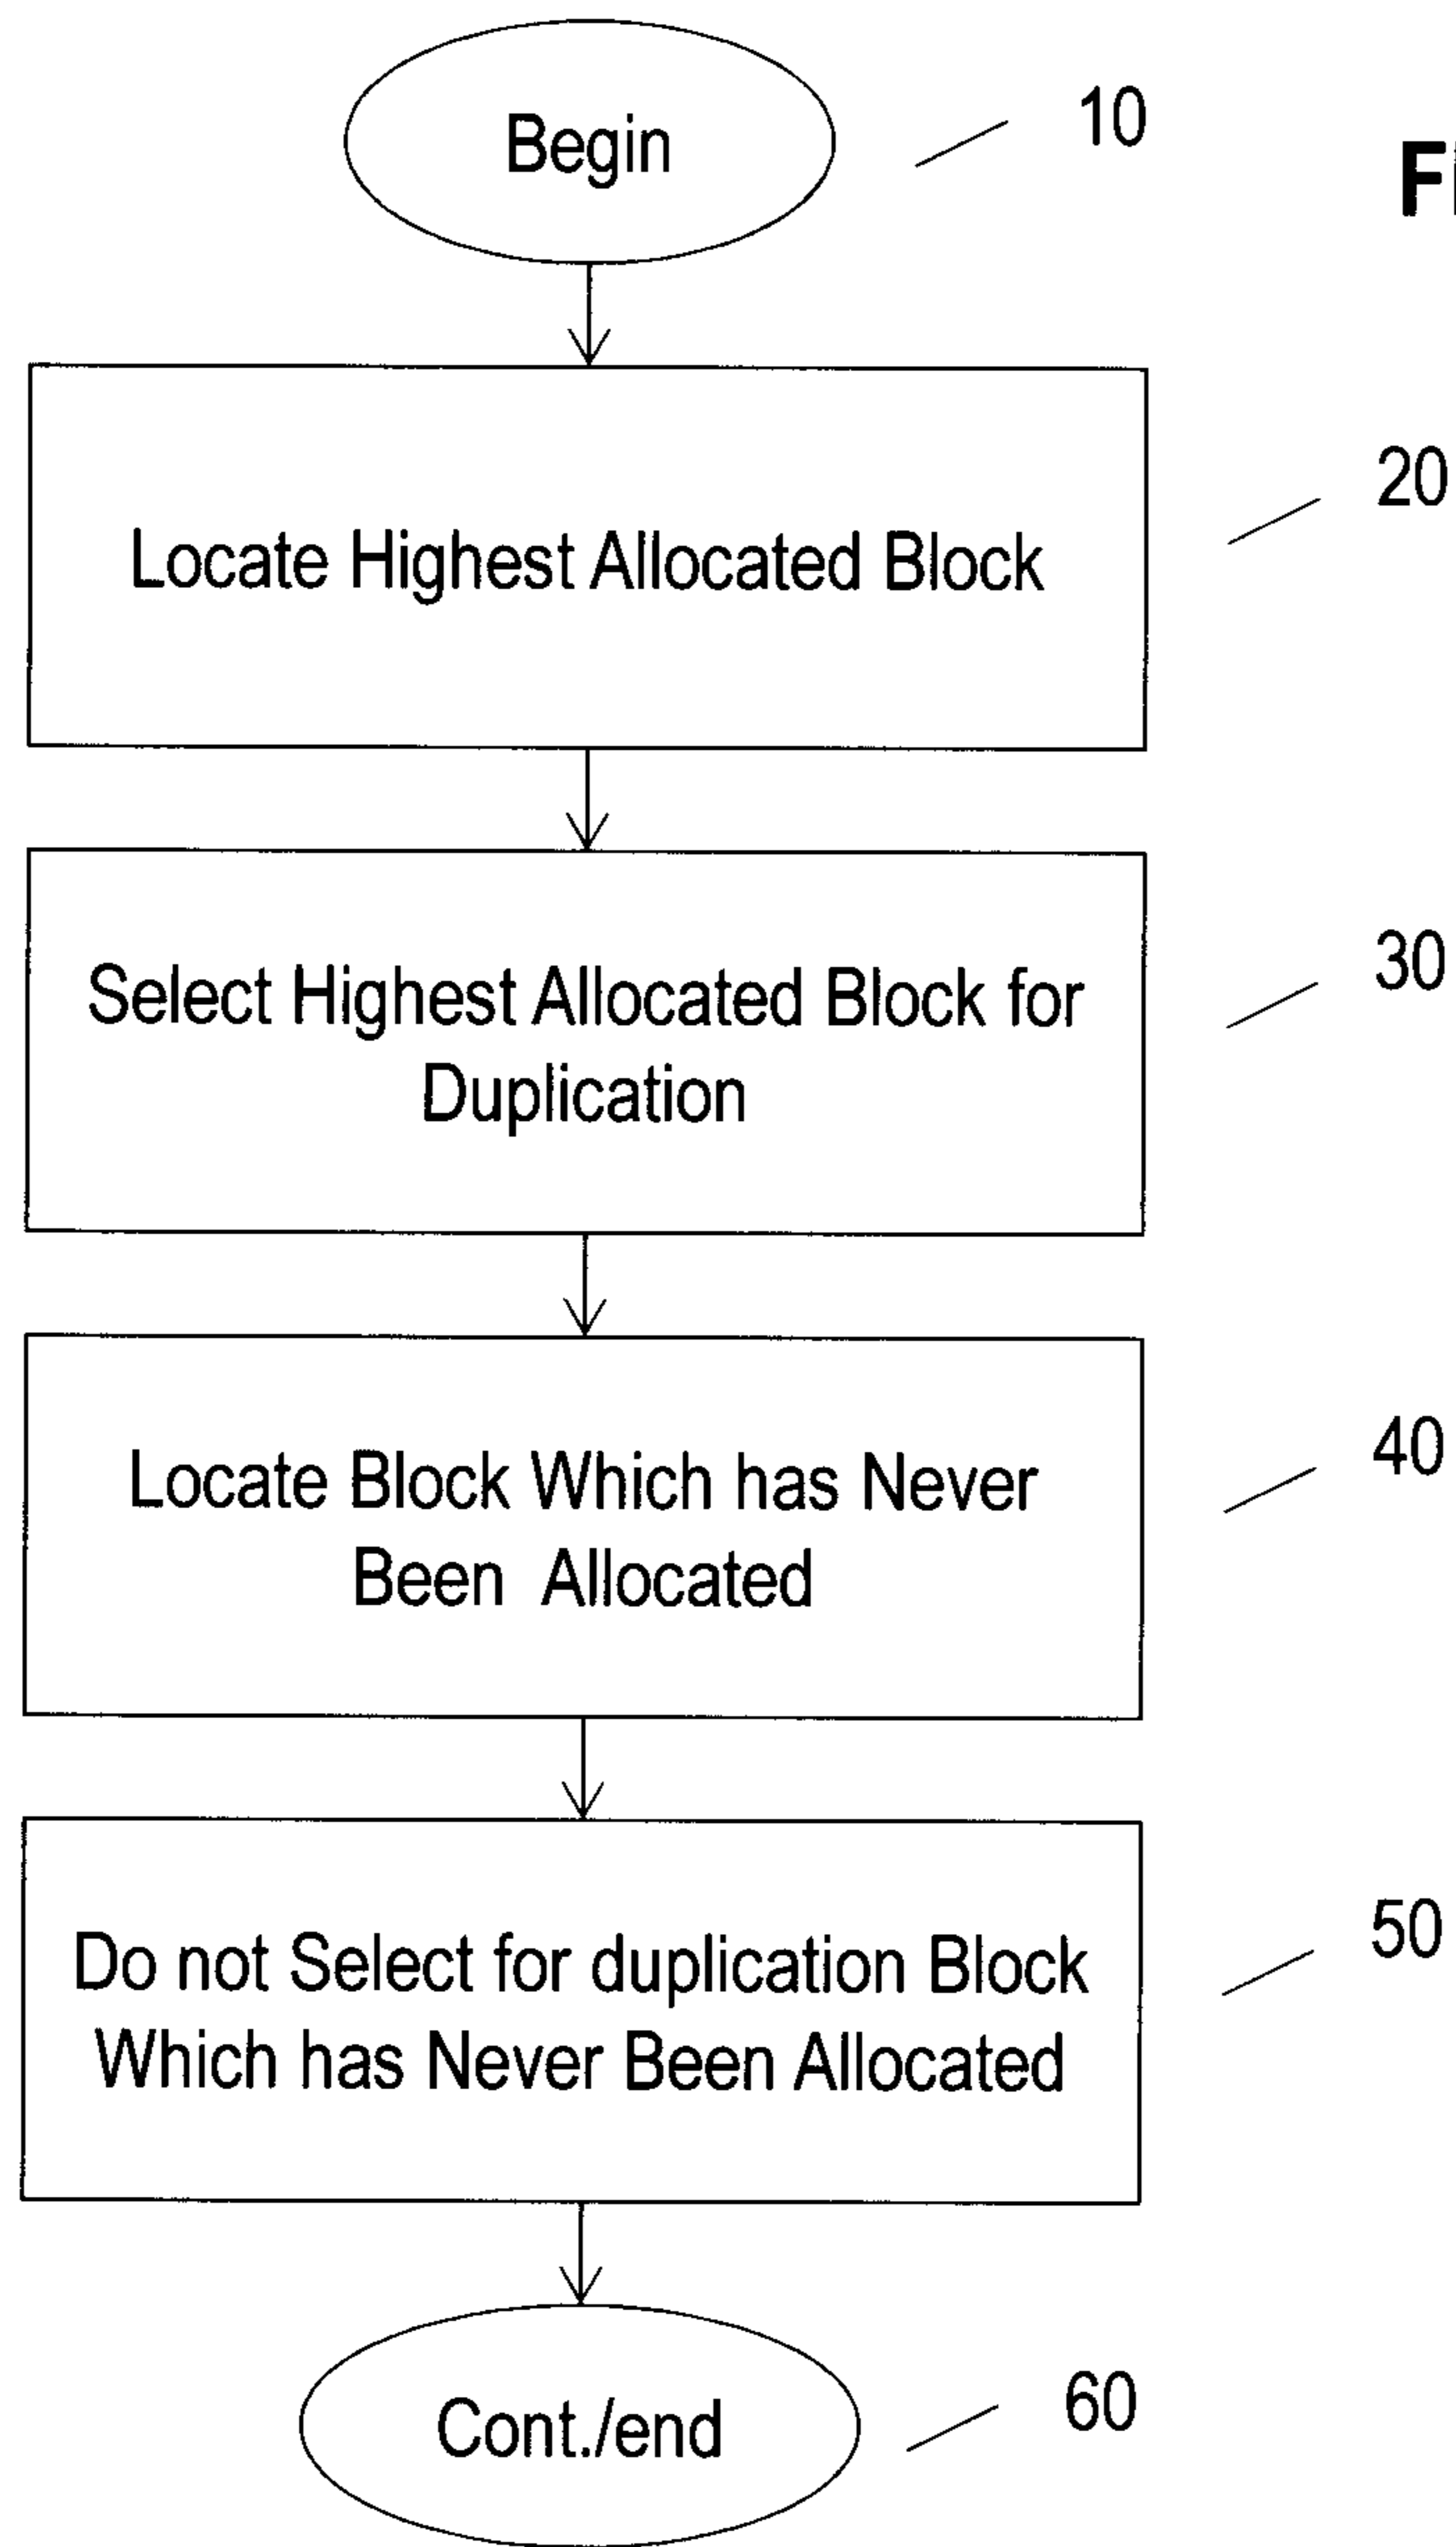 Begin
10
Locate Highest Allocated Block
20
Select Highest Allocated Block for
Duplication
30
Locate Block Which has Never
Been Allocated
40
Do not Select for duplication Block
Which has Never Been Allocated
50
Cont./end
60